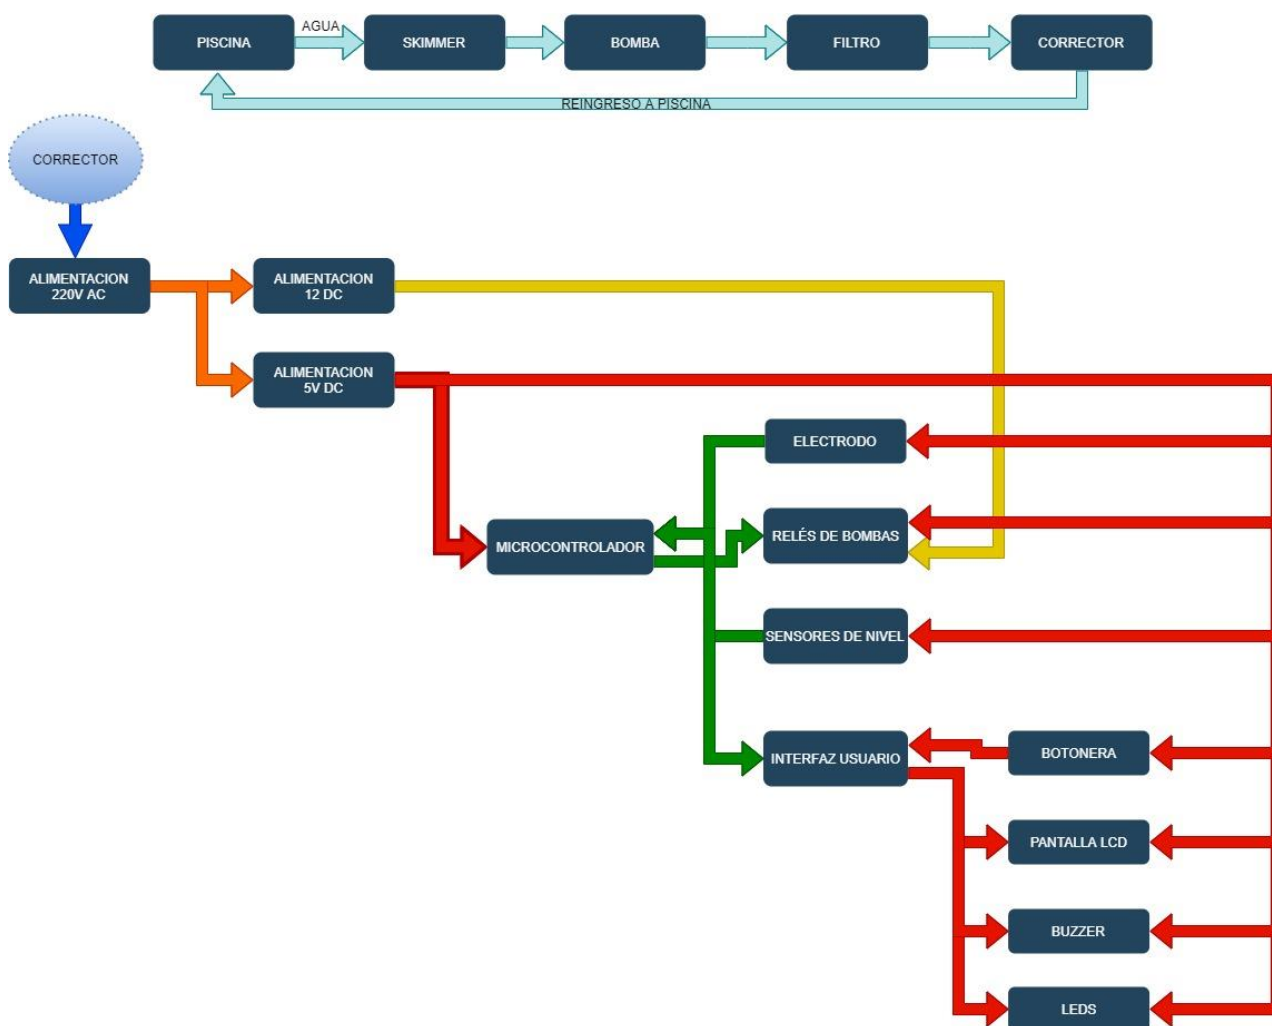 PISCINA
AGUA
SKIMMER
BOMBA
FILTRO
CORRECTOR
REINGRESO A PISCINA
CORRECTOR
ALIMENTACION
220V AC
ALIMENTACION
12 DC
ALIMENTACION
5V DC
ELECTRODO
MICROCONTROLADOR
RELÉS DE BOMBAS
SENSORES DE NIVEL
INTERFAZ USUARIO
BOTONERA
PANTALLA LCD
BUZZER
LEDS